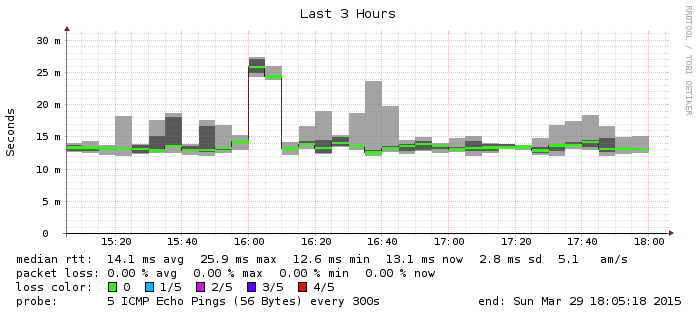 Last 3 Hours
RRDTOOL / TOBI OETIKER
Seconds
30 m
25 m
20 m
15 m
10 m
5 m
0
15:20 15:40 16:00 16:20 16:40 17:00 17:20 17:40 18:00
median rtt: 14.1 ms avg 25.9 ms max 12.6 ms min 13.1 ms now 2.8 ms sd 5.1 am/s
packet loss: 0.00 % avg 0.00 % max 0.00 % min 0.00 % now
loss color: 0 1/5 2/5 3/5 4/5
probe: 5 ICMP Echo Pings (56 Bytes) every 300s end: Sun Mar 29 18:05:18 2015